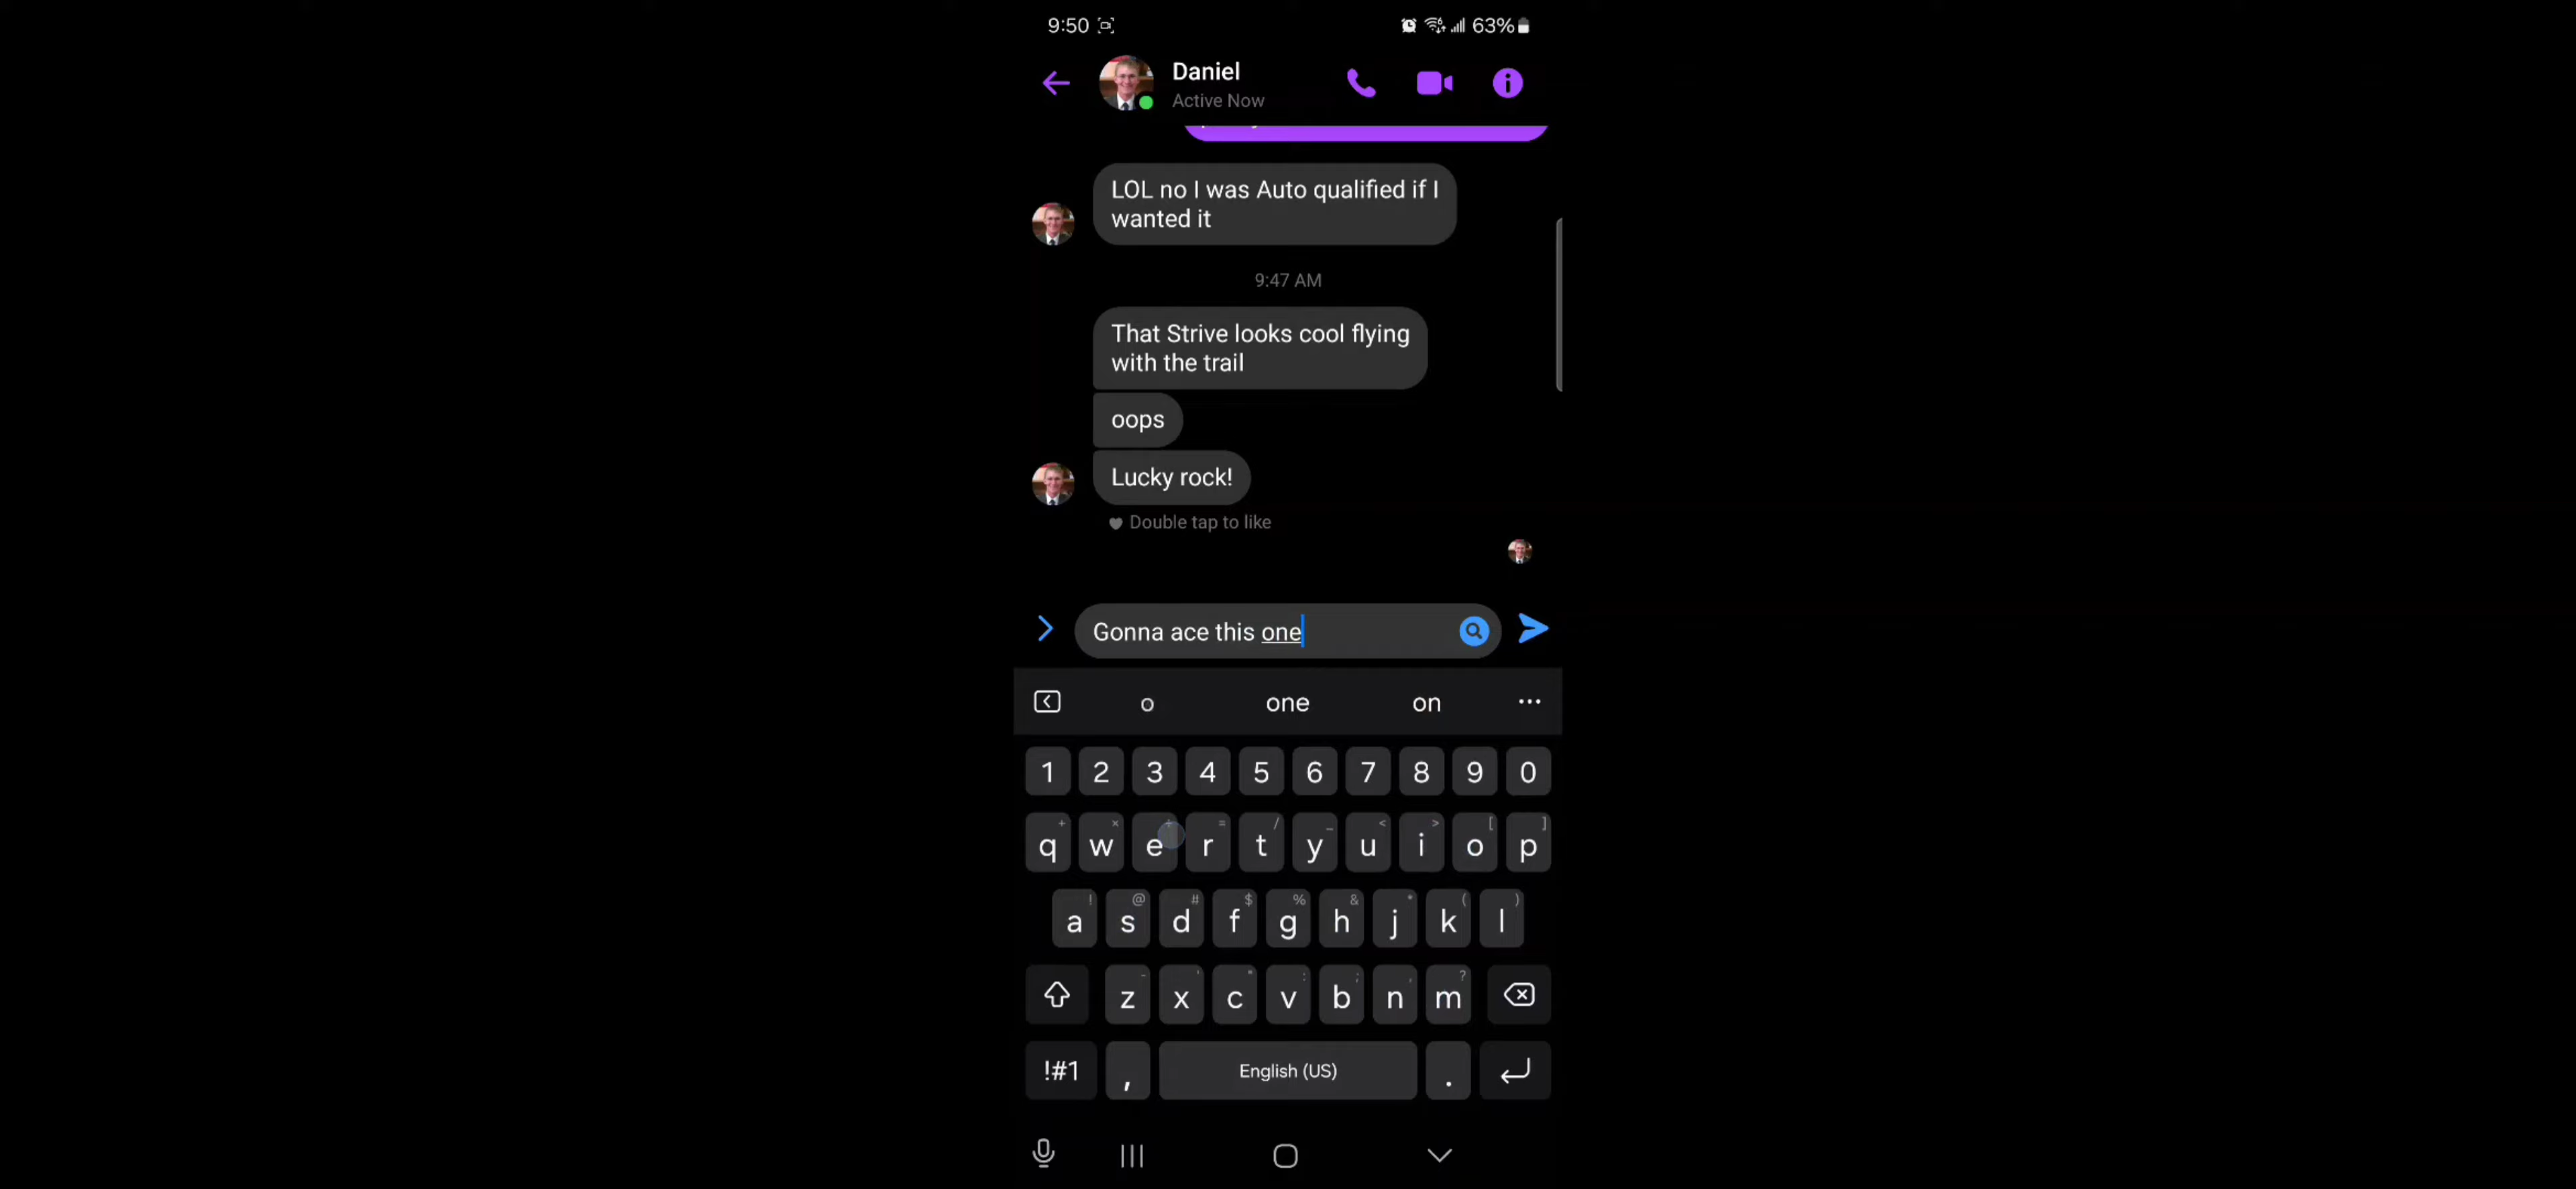 9:50 63%
Daniel
Active Now
LOL no I was Auto qualified if I
wanted it
9:47 AM
That Strive looks cool flying
with the trail
oops
Lucky rock!
Double tap to like
Gonna ace this one
o one on ...
1 2 3 4 5 6 7 8 9 0
+ × ÷ = / _ < > [ ]
q w e r t y u i o p
! @ # $ % & * ( )
a s d f g h j k l
- ' " : ; , ?
z x c v b n m
!#1 , English (US) .